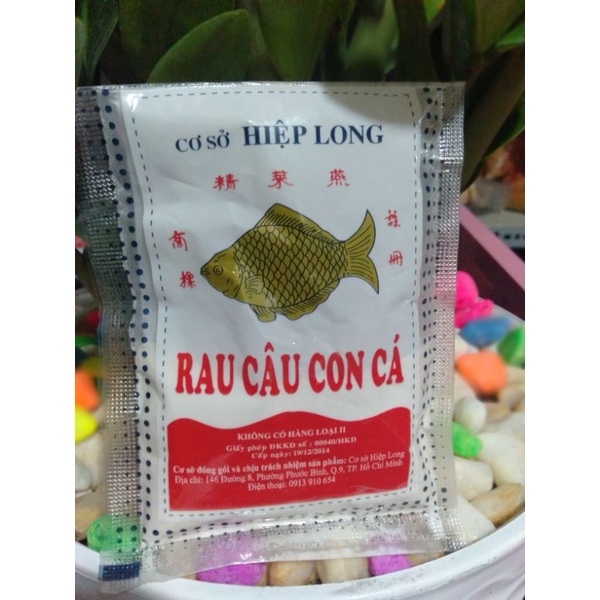 CƠ SỞ HIỆP LONG
精菜燕
商標
註冊
RAU CÂU CON CÁ
KHÔNG CÓ HÀNG LOẠI II
Giấy phép ĐKKD số : 00040/HKD
Cấp ngày: 19/12/2014
Cơ sở đóng gói và chịu trách nhiệm sản phẩm: Cơ sở Hiệp Long
Địa chỉ: 146 Đường 8, Phường Phước Bình, Q.9, TP. Hồ Chí Minh
Điện thoại: 0913 910 654